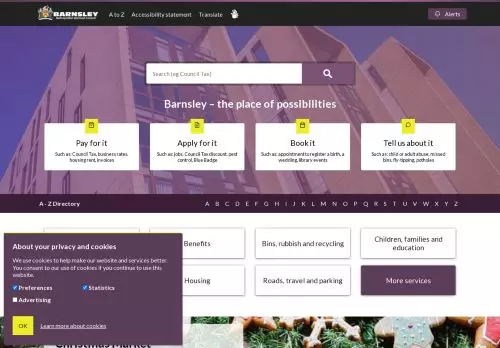 BARNSLEY
Metropolitan Borough Council
A to Z
Accessibility statement
Translate
Alerts
Search (eg Council Tax)
Barnsley – the place of possibilities
Pay for it
Such as: Council Tax, business rates,
housing rent, invoices
Apply for it
Such as: jobs, Council Tax discount, pest
control, Blue Badge
Book it
Such as: appointment to register a birth, a
wedding, library events
Tell us about it
Such as: child or adult abuse, missed
bins, fly-tipping, potholes
A - Z Directory
A B C D E F G H I J K L M N O P Q R S T U V W X Y Z
Benefits
Bins, rubbish and recycling
Children, families and
education
Housing
Roads, travel and parking
More services
About your privacy and cookies
We use cookies to help make our website and services better.
You consent to our use of cookies if you continue to use this
website.
Preferences
Statistics
Advertising
OK
Learn more about cookies
Christmas Market